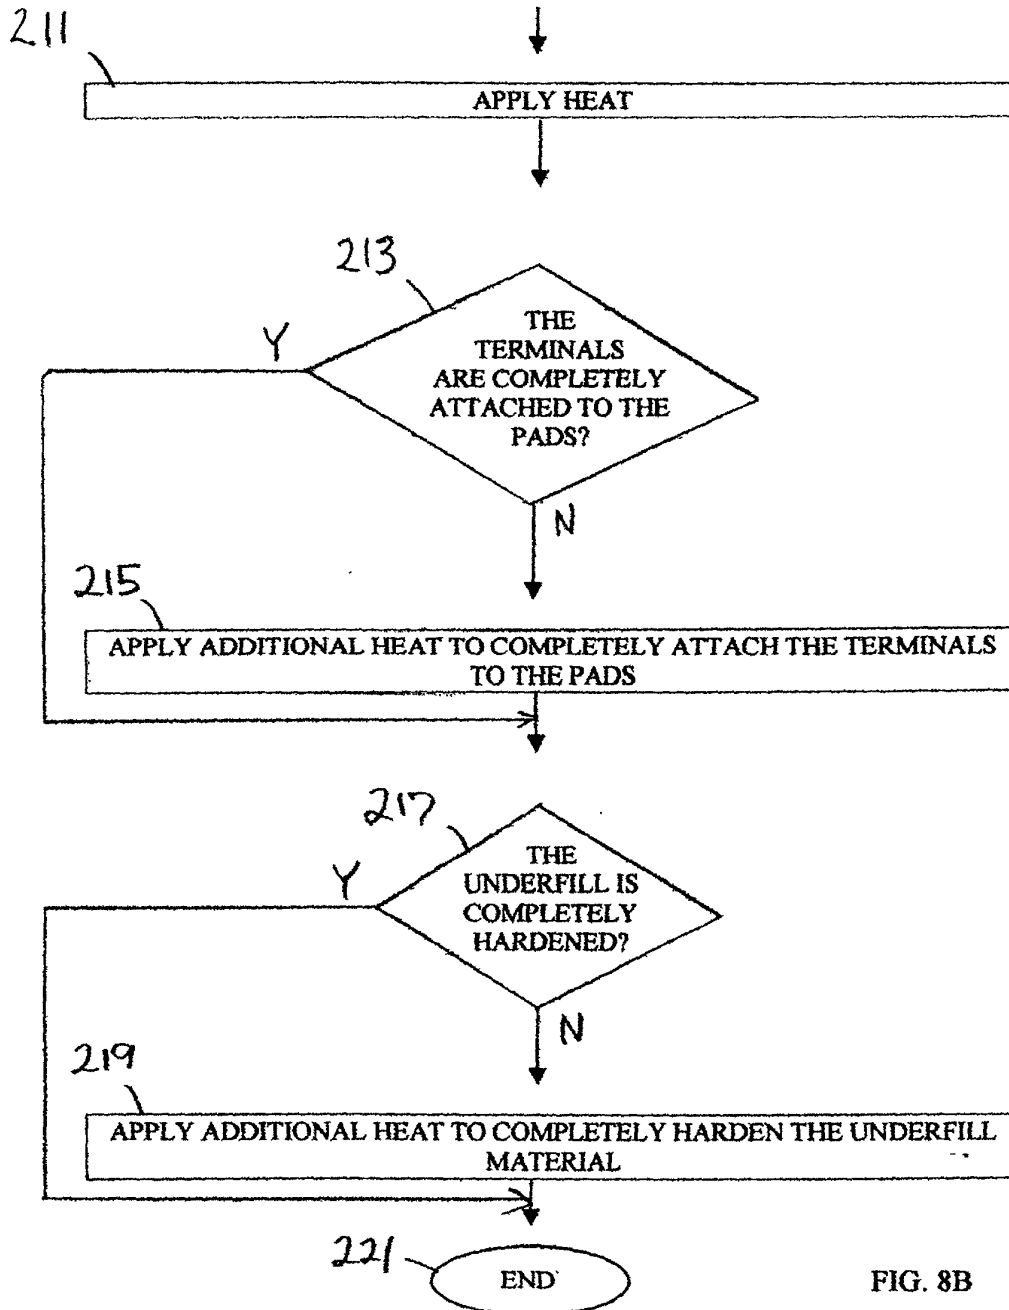 211
APPLY HEAT
213
Y
THE
TERMINALS
ARE COMPLETELY
ATTACHED TO THE
PADS?
N
215
APPLY ADDITIONAL HEAT TO COMPLETELY ATTACH THE TERMINALS
TO THE PADS
217
Y
THE
UNDERFILL IS
COMPLETELY
HARDENED?
N
219
APPLY ADDITIONAL HEAT TO COMPLETELY HARDEN THE UNDERFILL
MATERIAL
221
END
FIG. 8B